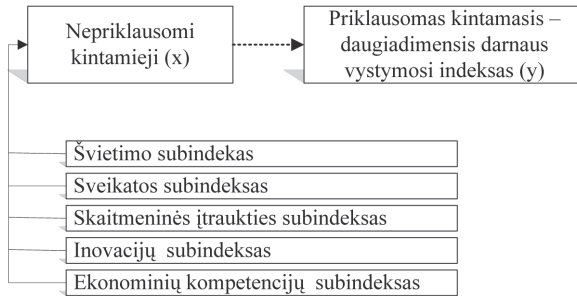 Nepriklausomi
kintamieji (x)
Priklausomas kintamasis –
daugiadimensis darnaus
vystymosi indeksas (y)
Švietimo subindekas
Sveikatos subindeksas
Skaitmeninės įtraukties subindeksas
Inovacijų subindeksas
Ekonominių kompetencijų subindeksas